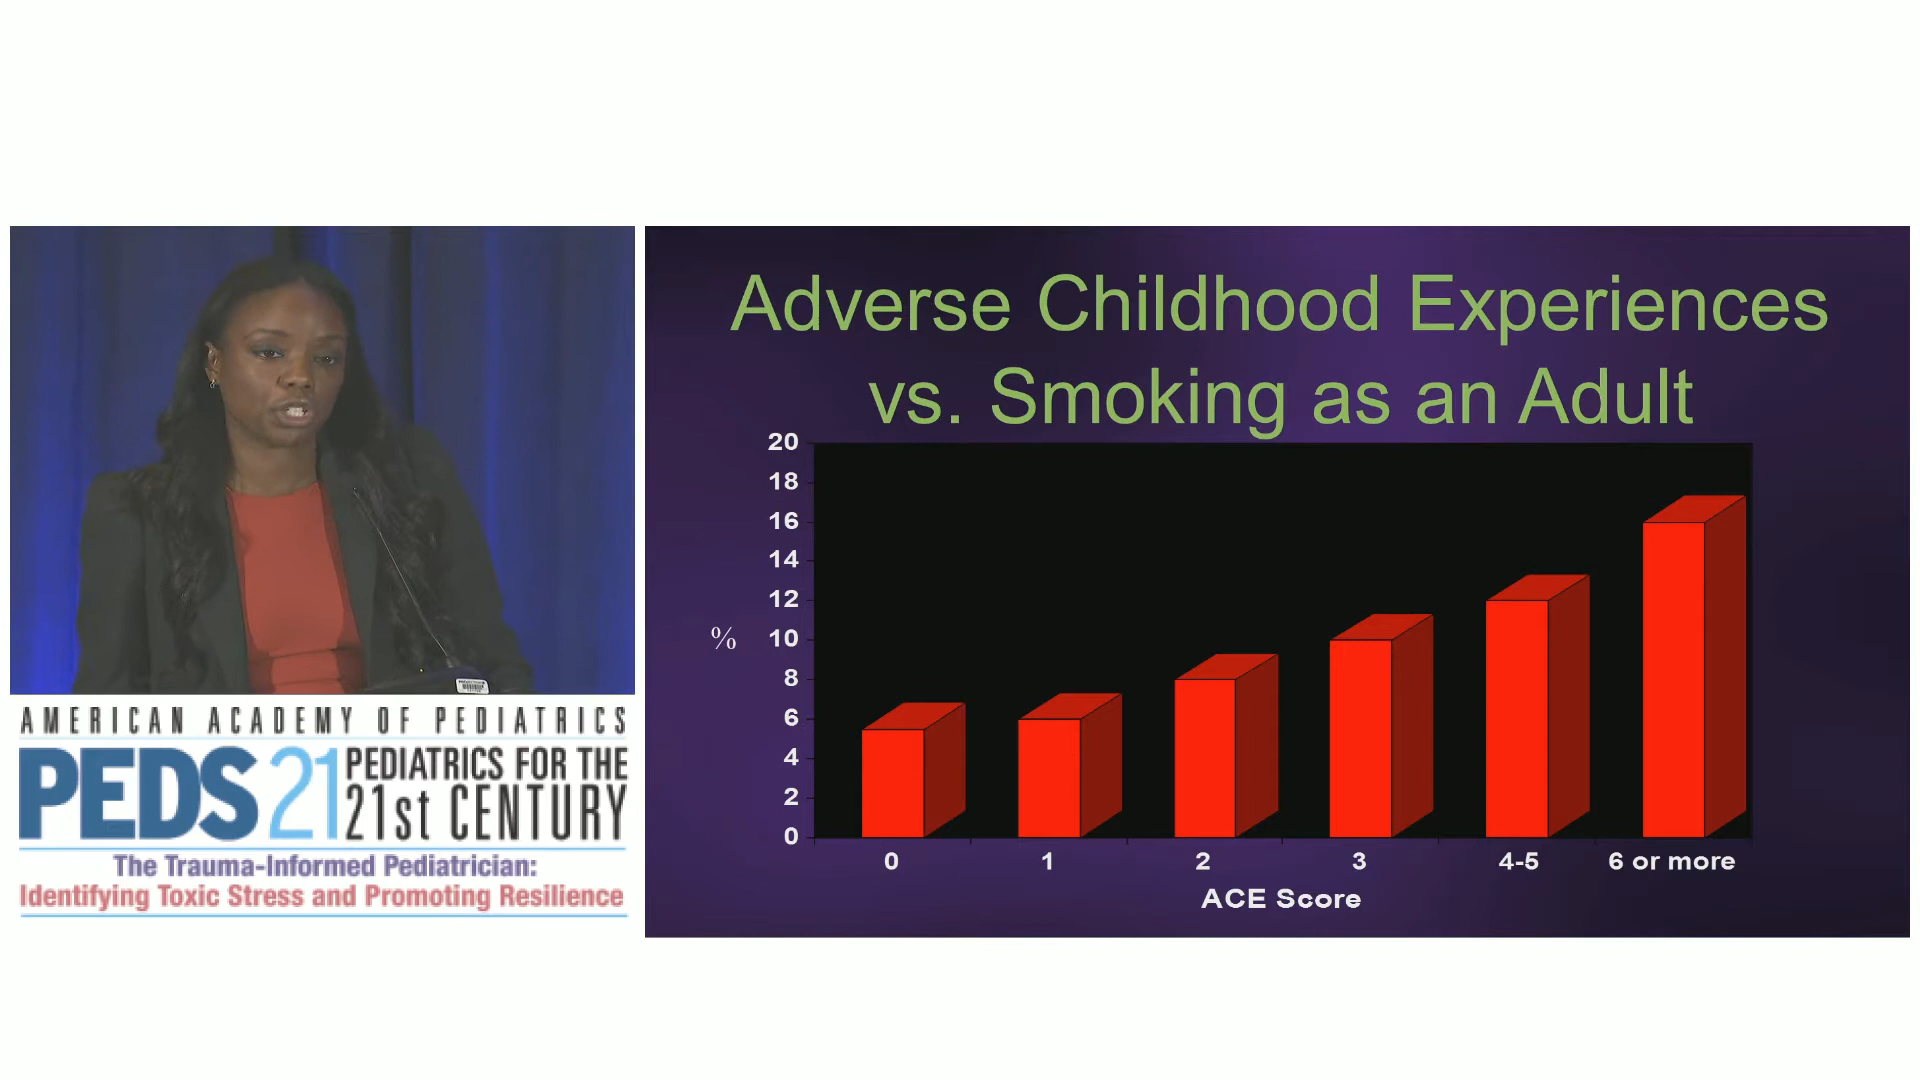 AMERICAN ACADEMY OF PEDIATRICS
PEDS 21 PEDIATRICS FOR THE
21st CENTURY
The Trauma-Informed Pediatrician:
Identifying Toxic Stress and Promoting Resilience
Adverse Childhood Experiences
vs. Smoking as an Adult
20
18
16
14
12
% 10
8
6
4
2
0
0 1 2 3 4-5 6 or more
ACE Score